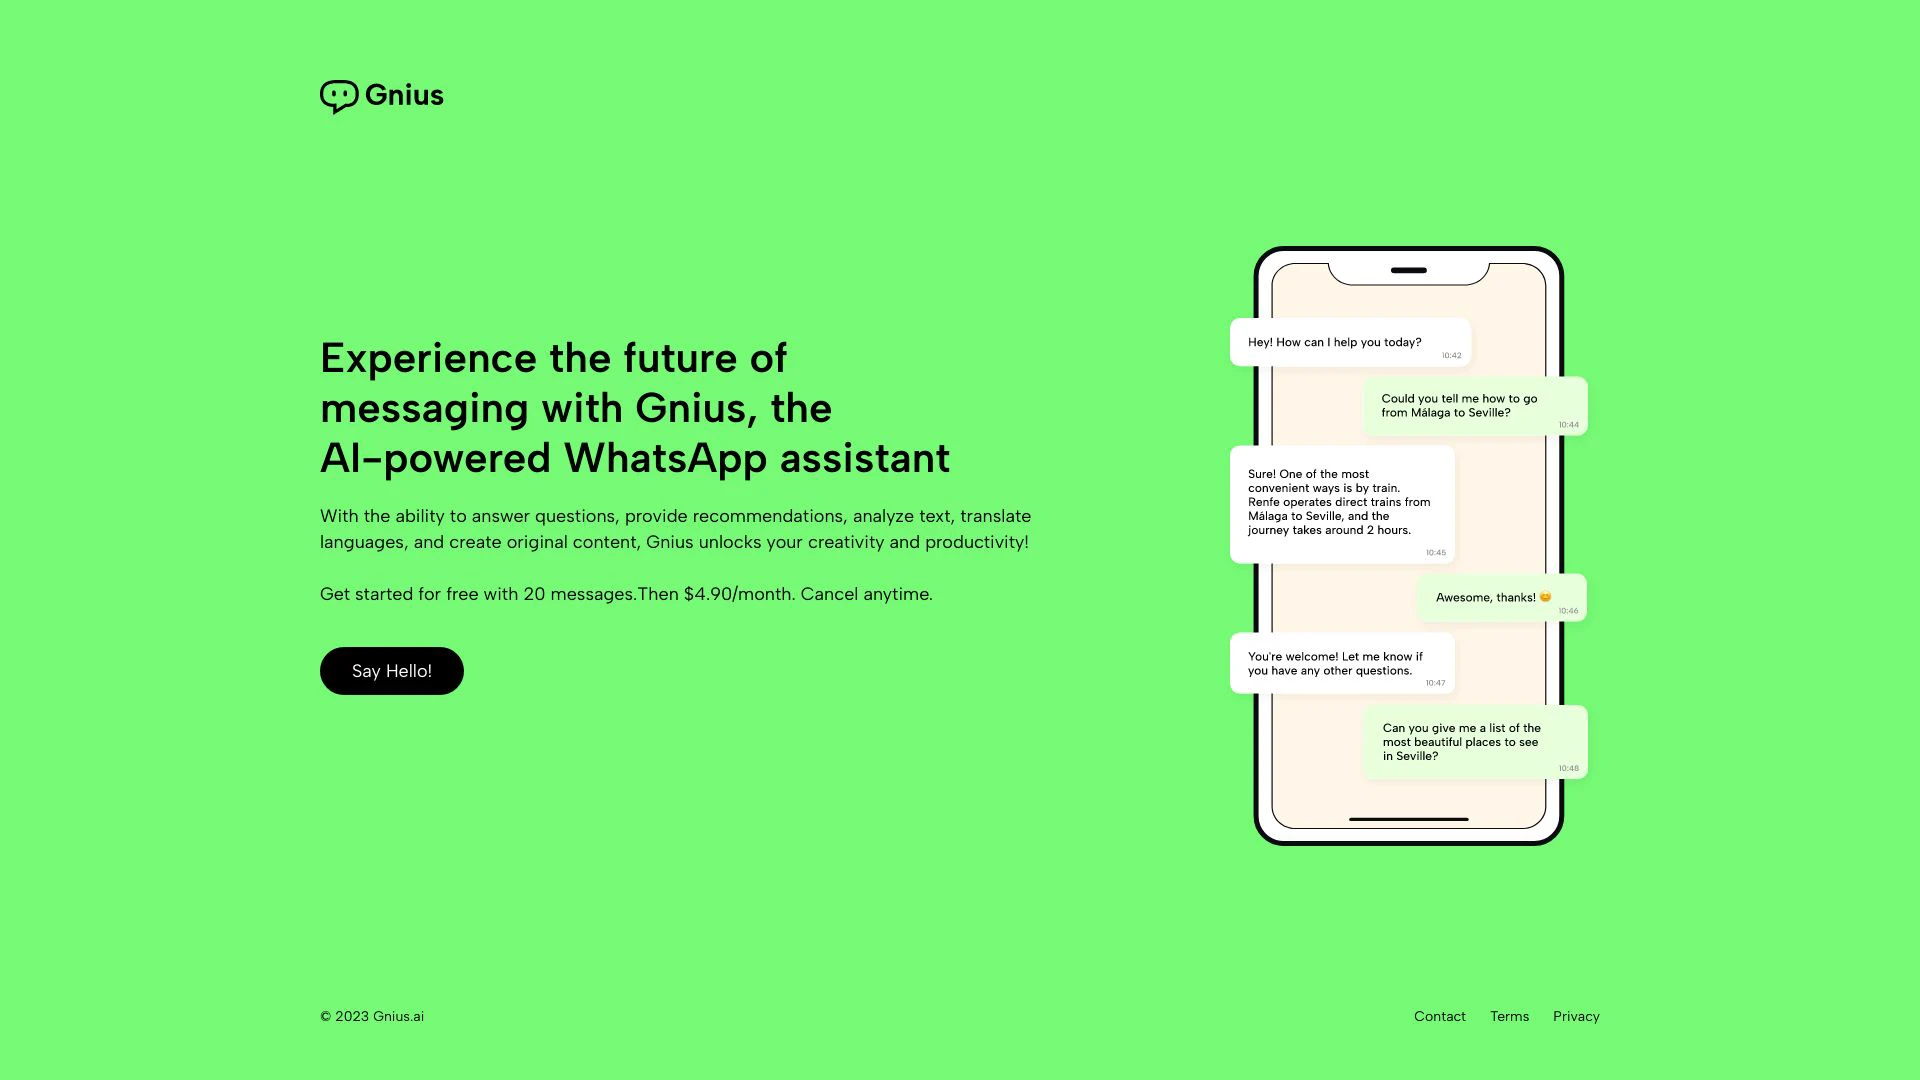 Gnius
Experience the future of
messaging with Gnius, the
AI-powered WhatsApp assistant
With the ability to answer questions, provide recommendations, analyze text, translate
languages, and create original content, Gnius unlocks your creativity and productivity!
Get started for free with 20 messages.Then $4.90/month. Cancel anytime.
Say Hello!
Hey! How can I help you today?
10:42
Could you tell me how to go
from Málaga to Seville?
10:44
Sure! One of the most
convenient ways is by train.
Renfe operates direct trains from
Málaga to Seville, and the
journey takes around 2 hours.
10:45
Awesome, thanks! 😊
10:46
You're welcome! Let me know if
you have any other questions.
10:47
Can you give me a list of the
most beautiful places to see
in Seville?
10:48
© 2023 Gnius.ai
Contact Terms Privacy